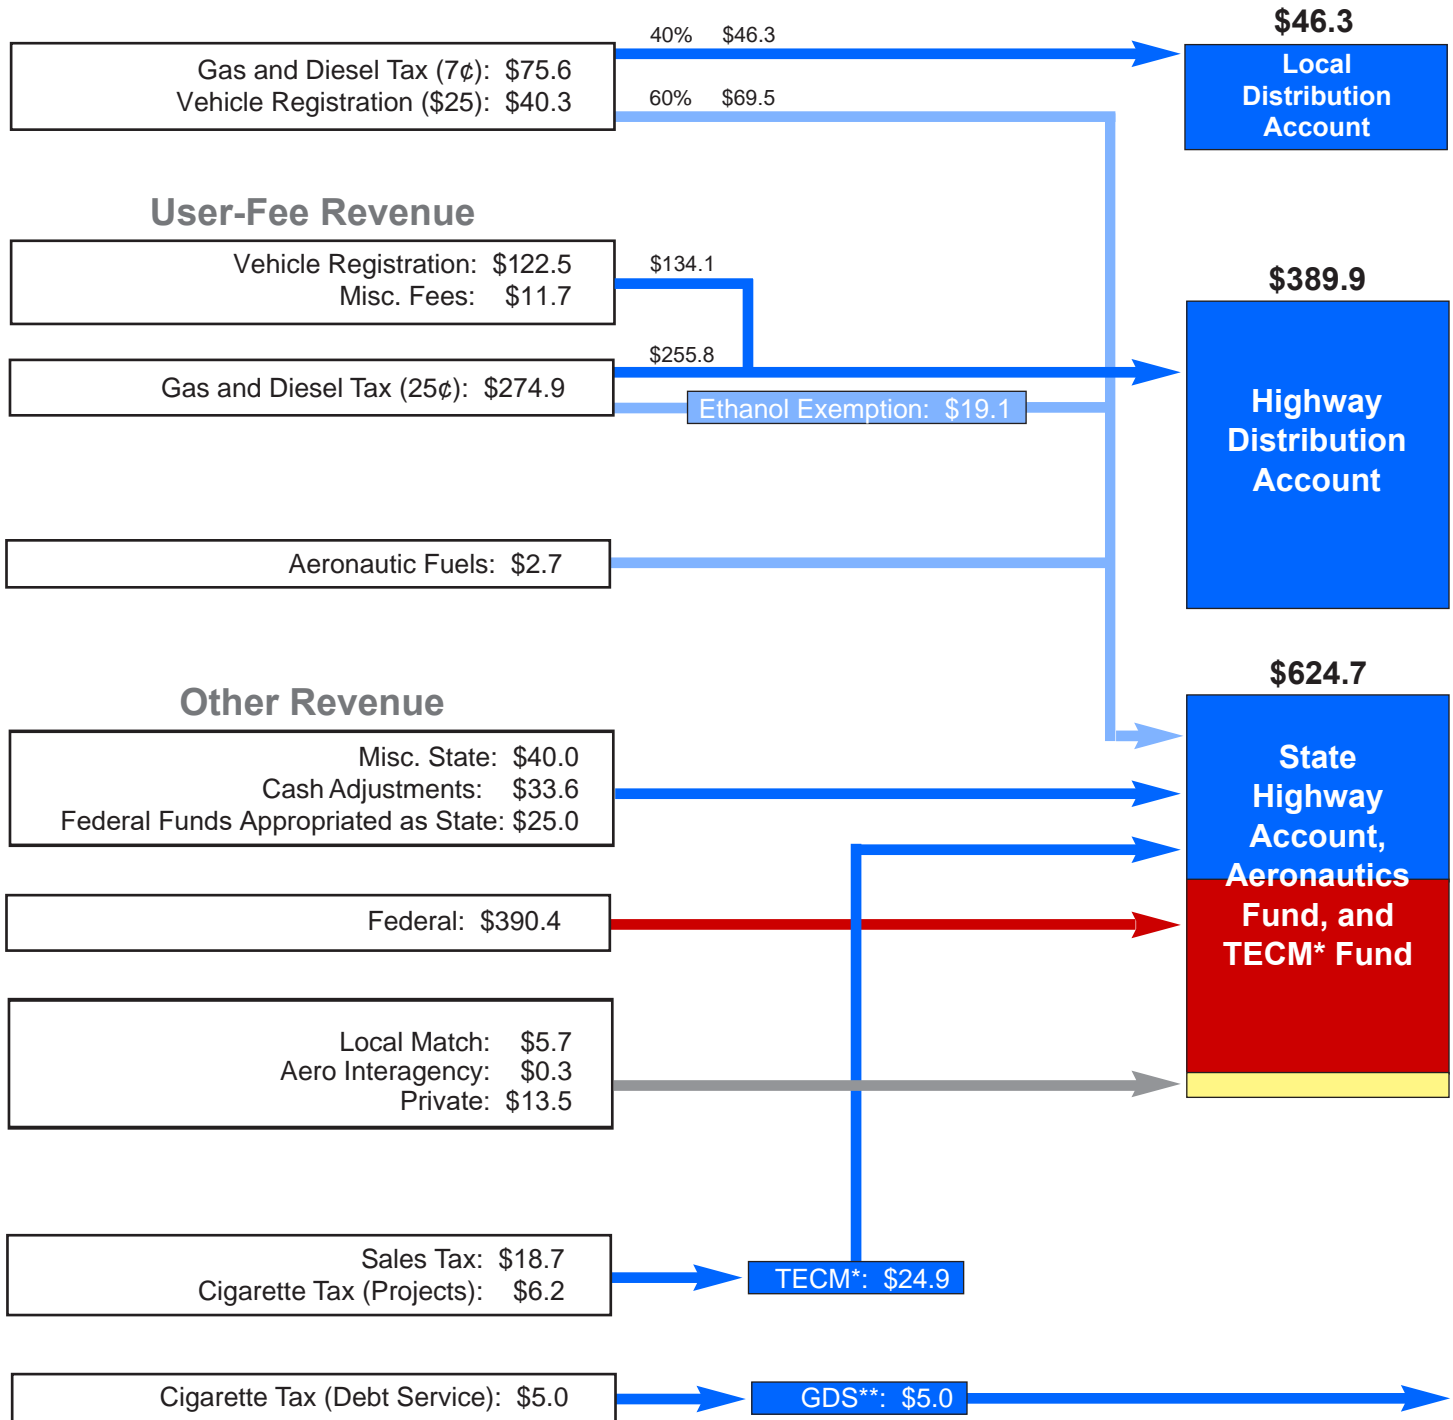 40% $46.3
Gas and Diesel Tax (7¢): $75.6
Vehicle Registration ($25): $40.3
60% $69.5
$46.3
Local
Distribution
Account
User-Fee Revenue
Vehicle Registration: $122.5
Misc. Fees: $11.7
$134.1
Gas and Diesel Tax (25¢): $274.9
$255.8
Ethanol Exemption: $19.1
$389.9
Highway
Distribution
Account
Aeronautic Fuels: $2.7
Other Revenue
Misc. State: $40.0
Cash Adjustments: $33.6
Federal Funds Appropriated as State: $25.0
Federal: $390.4
$624.7
State
Highway
Account,
Aeronautics
Fund, and
TECM* Fund
Local Match: $5.7
Aero Interagency: $0.3
Private: $13.5
Sales Tax: $18.7
Cigarette Tax (Projects): $6.2
TECM*: $24.9
Cigarette Tax (Debt Service): $5.0
GDS**: $5.0